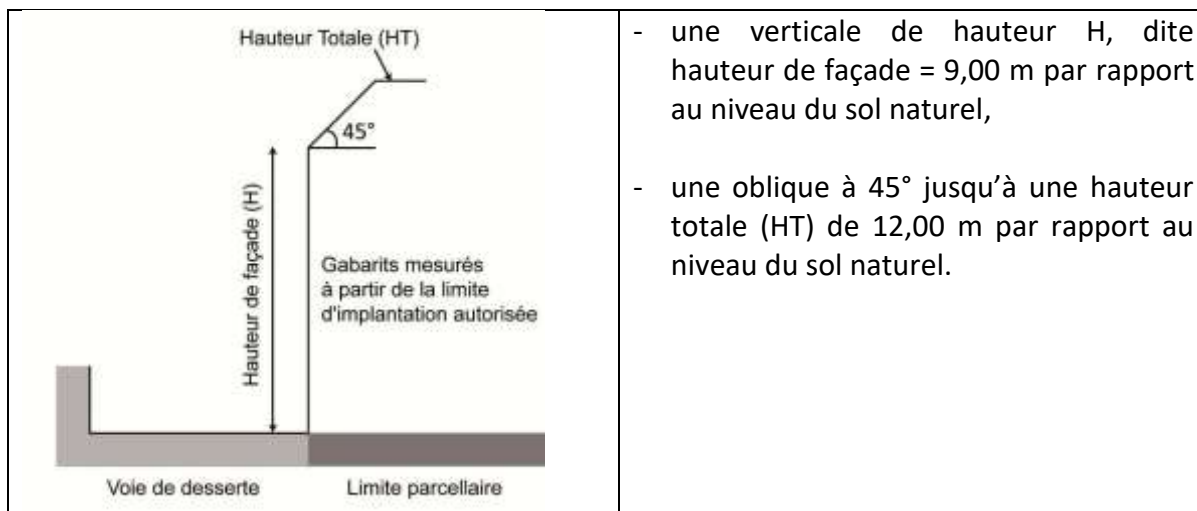 Hauteur Totale (HT)
45°
Hauteur de façade (H)
Gabarits mesurés
à partir de la limite
d'implantation autorisée
Voie de desserte
Limite parcellaire
- une verticale de hauteur H, dite
hauteur de façade = 9,00 m par rapport
au niveau du sol naturel,
- une oblique à 45° jusqu’à une hauteur
totale (HT) de 12,00 m par rapport au
niveau du sol naturel.